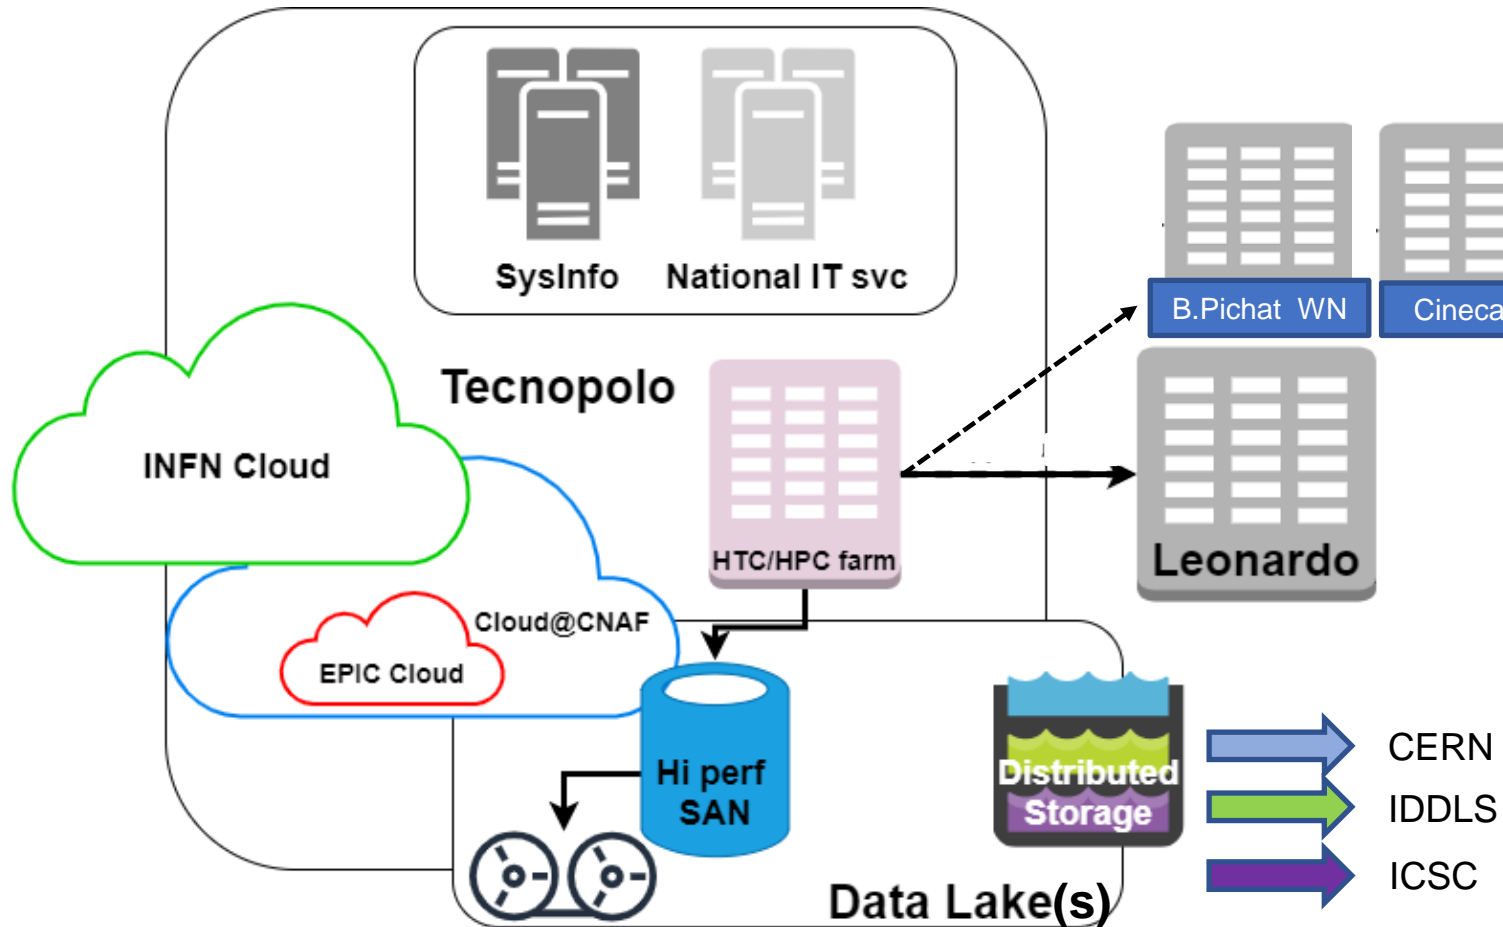 SysInfo
National IT svc
B.Pichat WN
Cineca
Tecnopolo
INFN Cloud
HTC/HPC farm
Leonardo
Cloud@CNAF
EPIC Cloud
Hi perf
SAN
Distributed
Storage
CERN
IDDLS
ICSC
Data Lake(s)